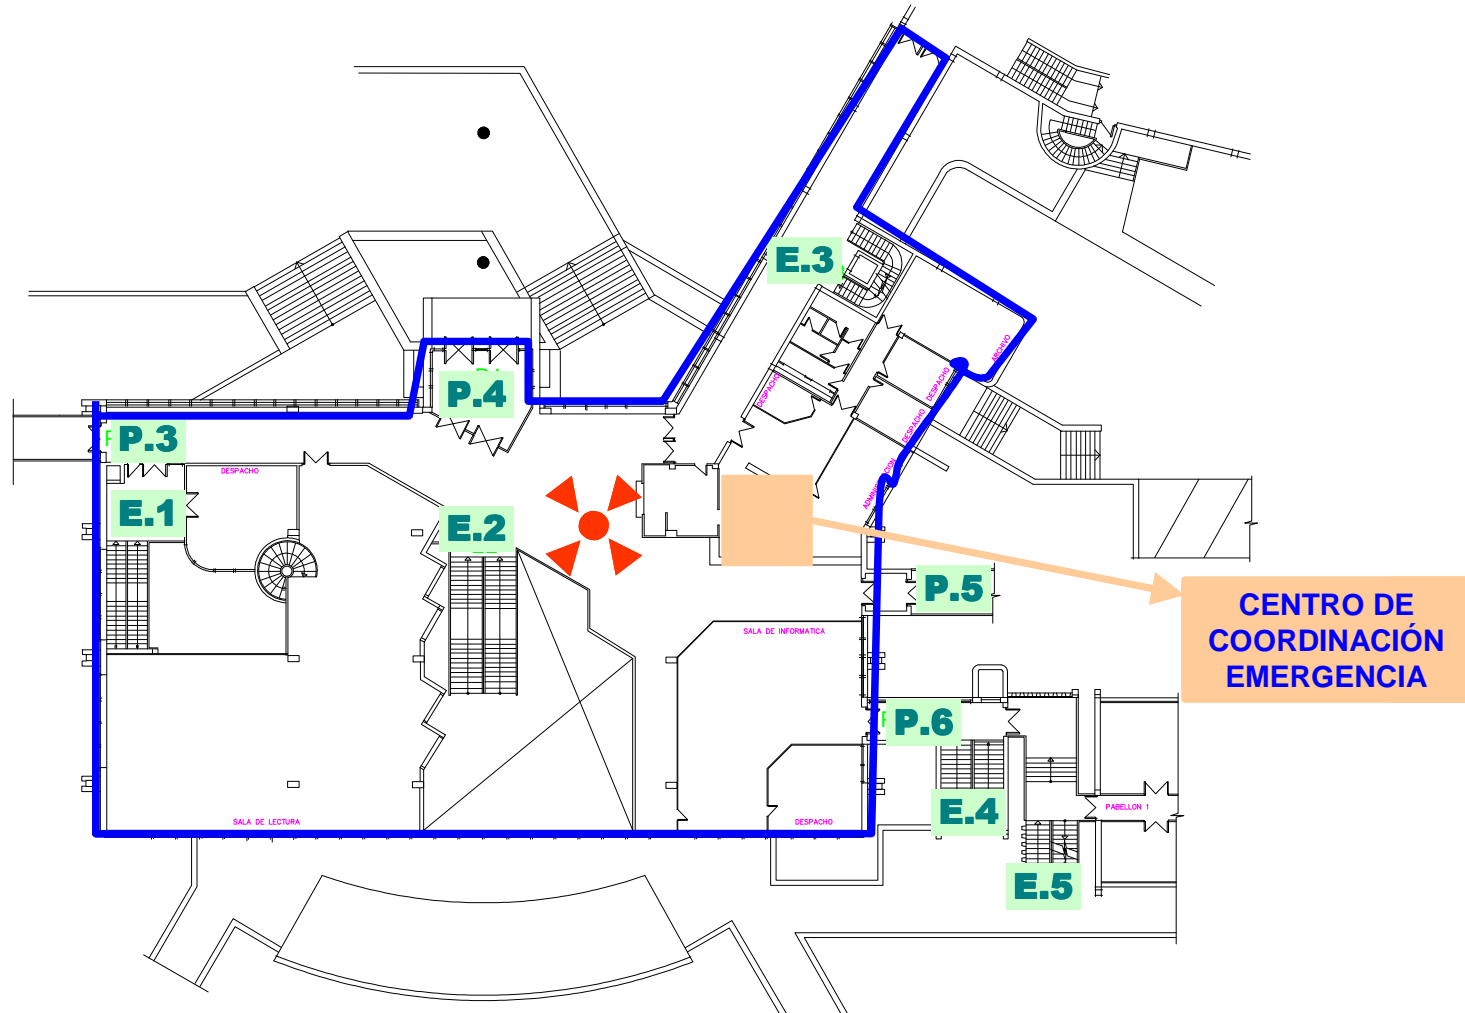 E.3
ARCHIVO
DESPACHO
DESPACHO
P.4
DESPACHO
P.3
DESPACHO
ADMINISTRACION
E.1
E.2
P.5
CENTRO DE
COORDINACIÓN
EMERGENCIA
SALA DE INFORMATICA
P.6
E.4
PABELLON 1
SALA DE LECTURA
DESPACHO
E.5